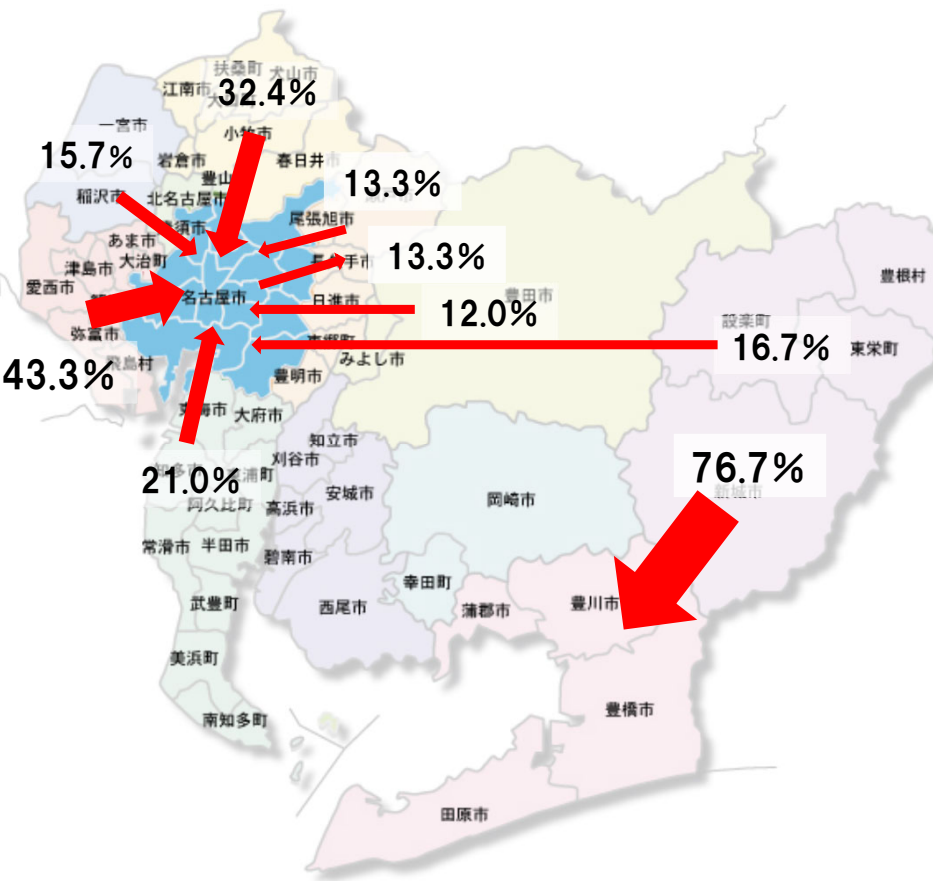 扶桑町
犬山市
江南市
32.4%
一宮市
小牧市
15.7%
岩倉市
春日井市
豊山
13.3%
稲沢市
北名古屋市
尾張旭市
あま市
13.3%
津島市
大治町
愛西市
名古屋市
日進市
豊田市
豊根村
12.0%
設楽町
弥富市
16.7%
東栄町
みよし市
飛島村
43.3%
豊明市
東海市
大府市
知立市
76.7%
刈谷市
21.0%
安城市
岡崎市
新城市
阿久比町
高浜市
常滑市
半田市
碧南市
幸田町
武豊町
西尾市
蒲郡市
豊川市
美浜町
南知多町
豊橋市
田原市